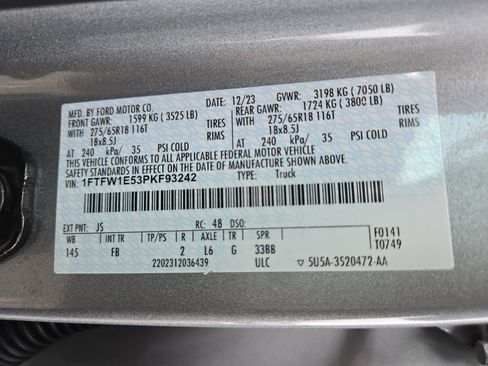 MFD. BY FORD MOTOR CO.
DATE: 12/23 GVWR: 3198 KG ( 7050 LB)
FRONT GAWR: 1599 KG ( 3525 LB) REAR GAWR: 1724 KG ( 3800 LB)
WITH 275/65R18 116T TIRES WITH 275/65R18 116T TIRES
18x8.5J RIMS 18x8.5J RIMS
AT 240 kPa/ 35 PSI COLD AT 240 kPa/ 35 PSI COLD
THIS VEHICLE CONFORMS TO ALL APPLICABLE FEDERAL MOTOR VEHICLE
SAFETY STANDARDS IN EFFECT ON THE DATE OF MANUFACTURE SHOWN ABOVE.
VIN: 1FTFW1E53PKF93242 TYPE: Truck
EXT PNT: JS RC: 48 DSO: F0141
WB INT TR TP/PS R AXLE TR SPR T0749
145 FB 2 L6 G 33BB
2202312036439 ULC ▽ 5U5A-3520472-AA